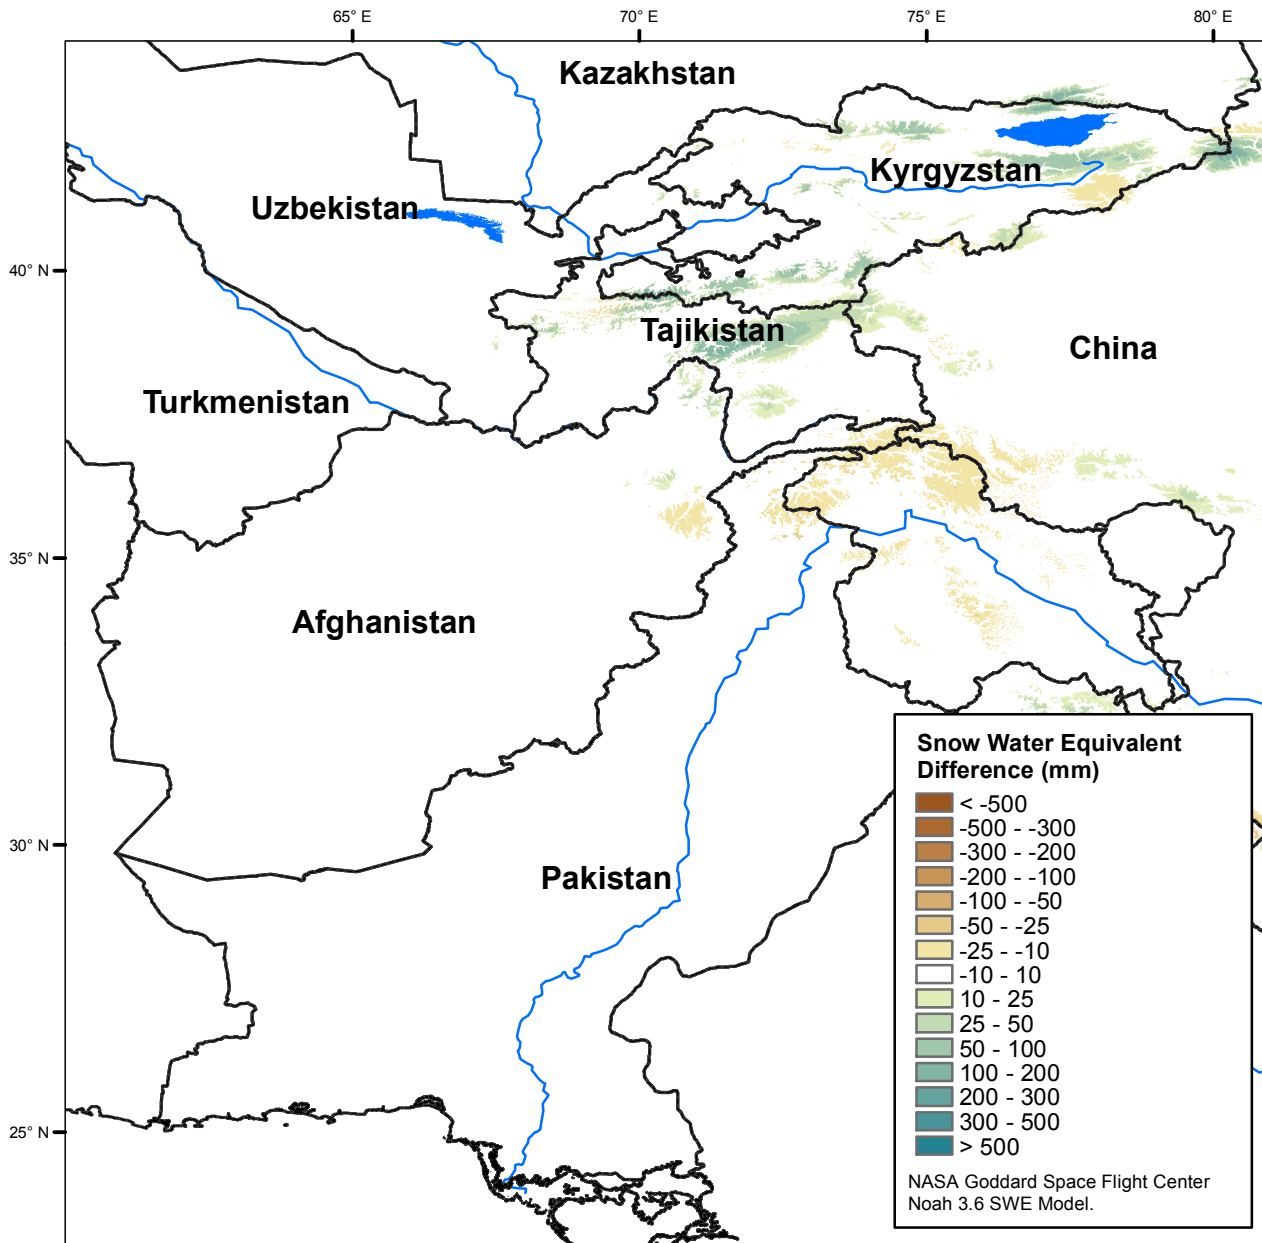 65° E
70° E
75° E
80° E
Kazakhstan
Kyrgyzstan
Uzbekistan
40° N
Tajikistan
China
Turkmenistan
35° N
Afghanistan
Snow Water Equivalent
Difference (mm)
< -500
-500 - -300
-300 - -200
-200 - -100
-100 - -50
-50 - -25
-25 - -10
-10 - 10
10 - 25
25 - 50
50 - 100
100 - 200
200 - 300
300 - 500
> 500
NASA Goddard Space Flight Center
Noah 3.6 SWE Model.
30° N
Pakistan
25° N